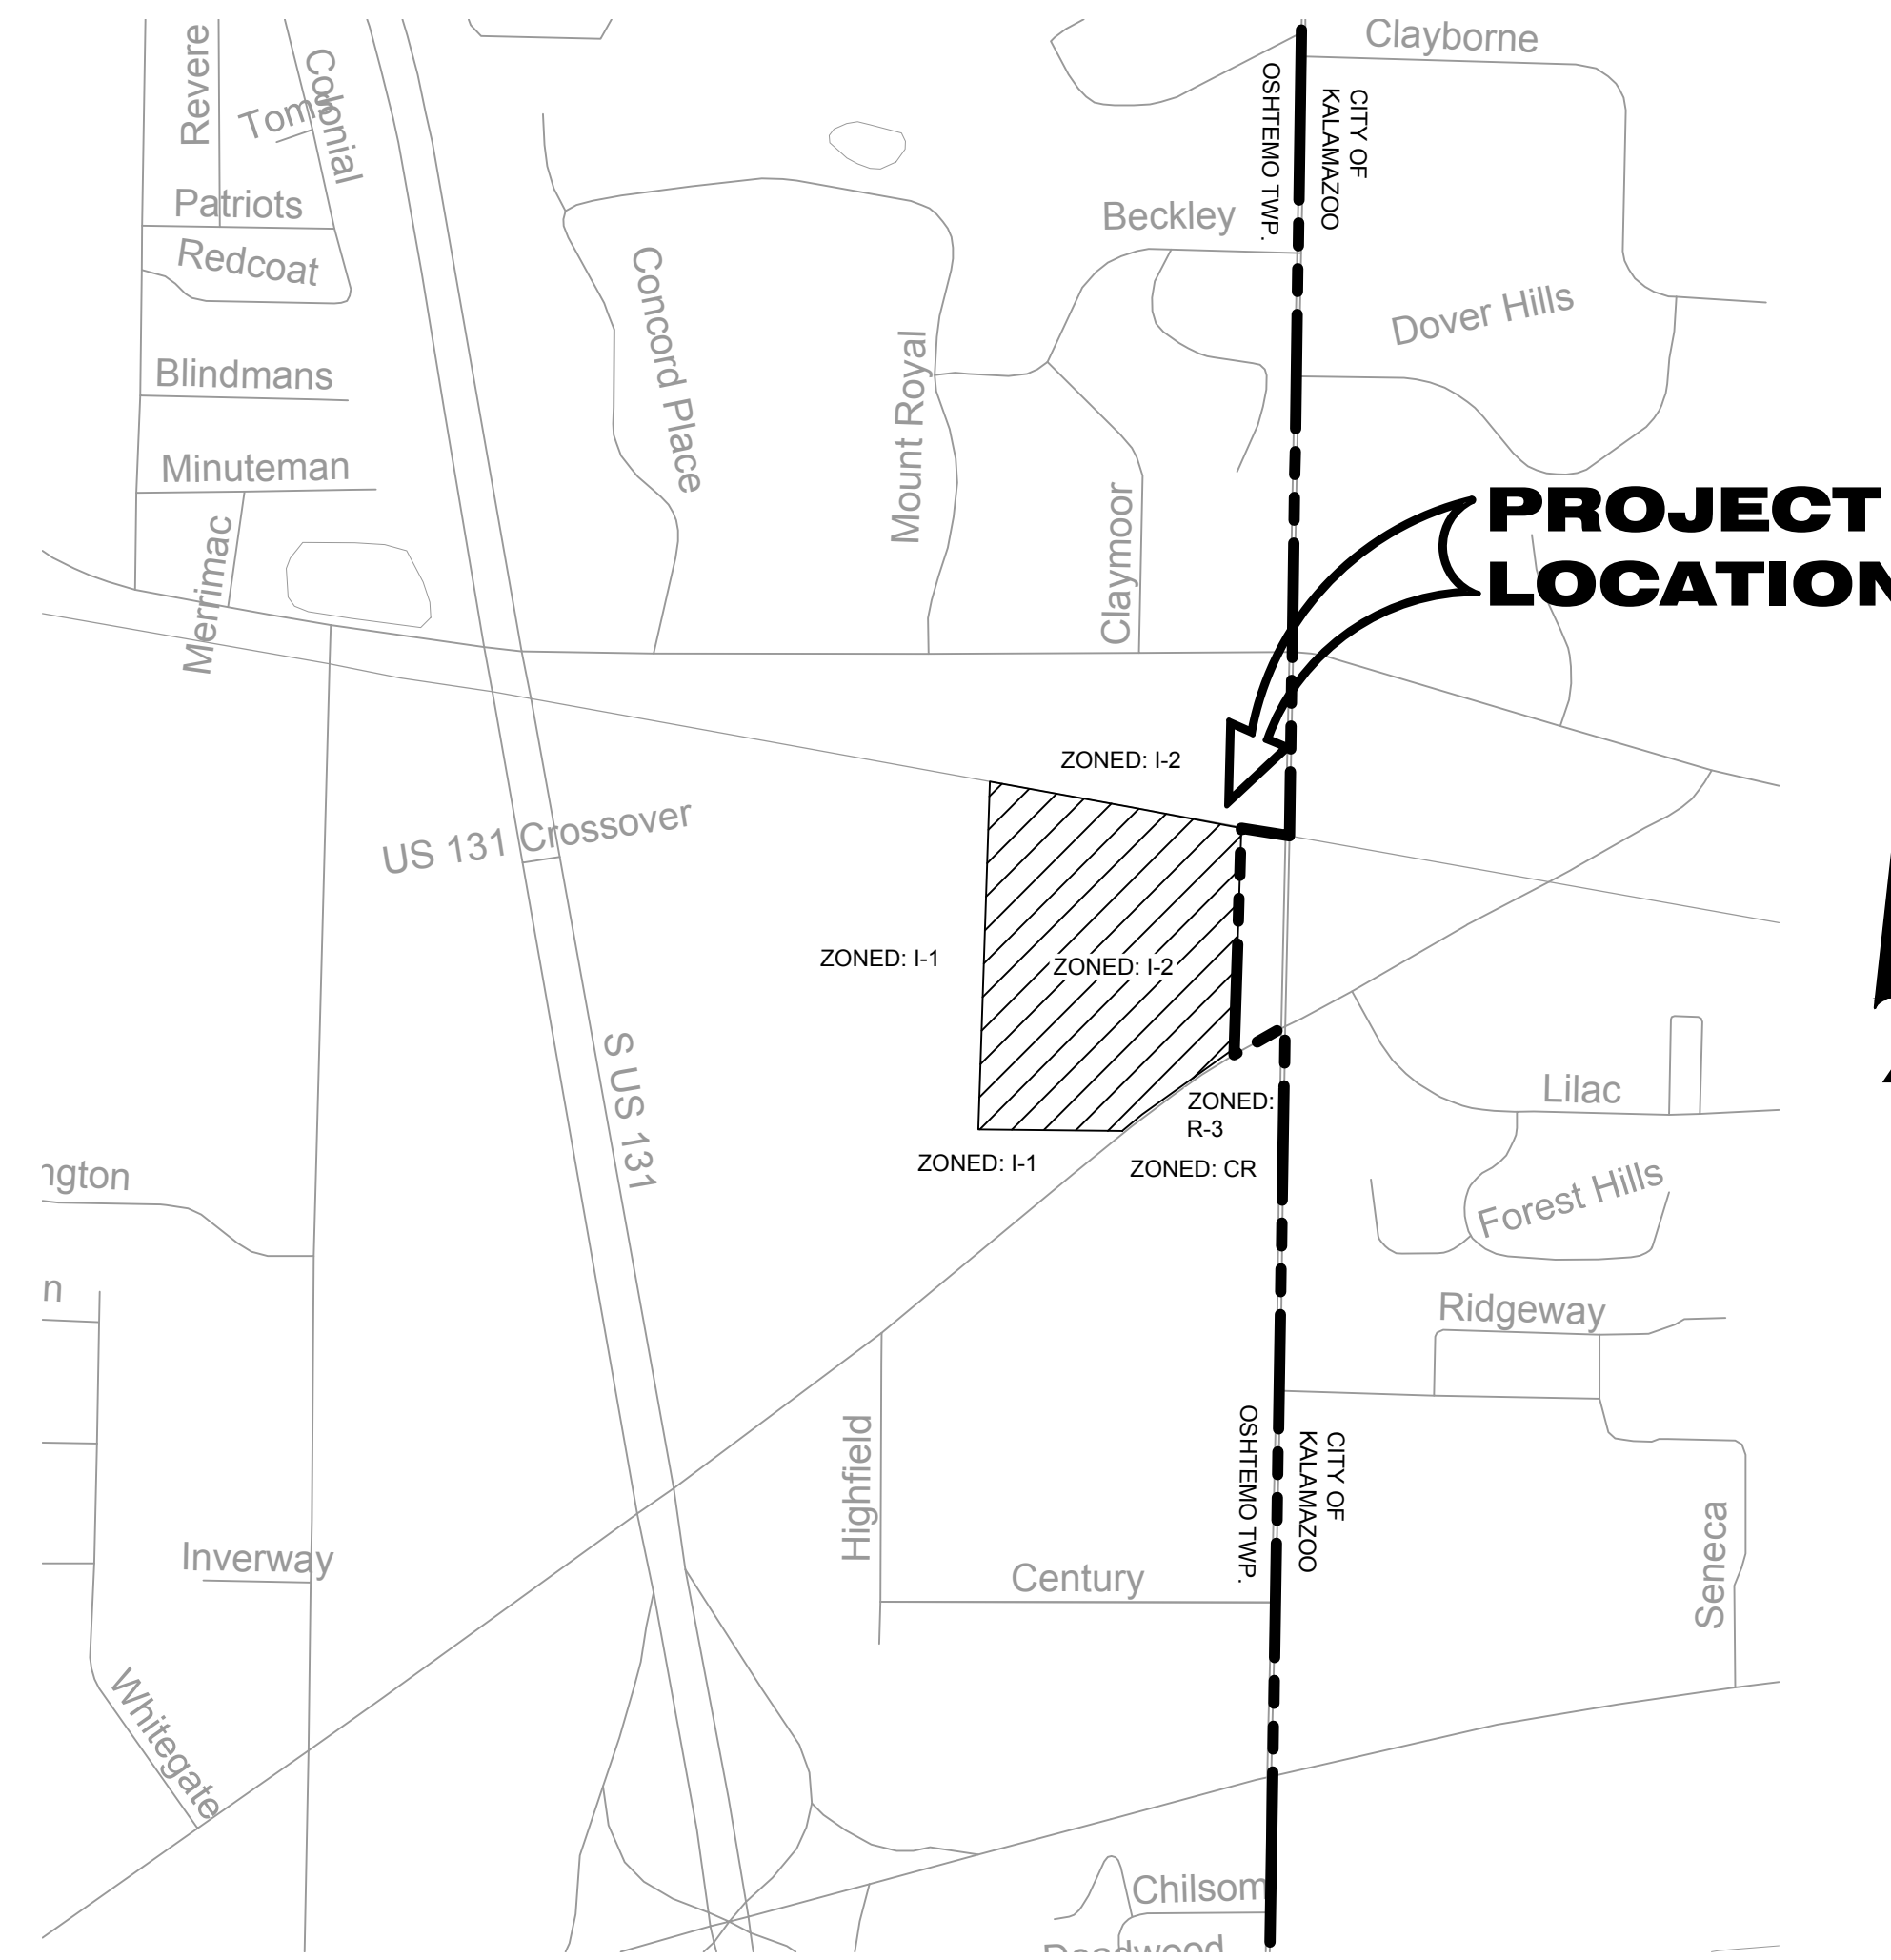 Clayborne
Revere
Colonial
Toms
CITY OF
KALAMAZOO
OSHTEMO TWP.
Patriots
Beckley
Redcoat
Concord Place
Dover Hills
Mount Royal
Blindmans
Minuteman
Claymoor
PROJECT
LOCATION
Merrimac
ZONED: I-2
US 131 Crossover
ZONED: I-1
ZONED: I-2
S US 131
Lilac
ZONED:
R-3
ZONED: I-1
ZONED: CR
ngton
Forest Hills
n
Ridgeway
Highfield
CITY OF
KALAMAZOO
OSHTEMO TWP.
Seneca
Inverway
Century
Whitegate
Chilsom